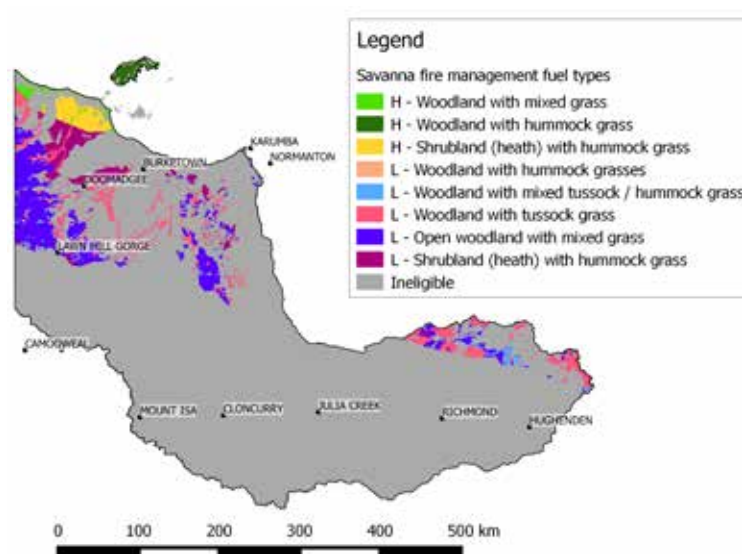 Legend
Savanna fire management fuel types
H - Woodland with mixed grass
H - Woodland with hummock grass
H - Shrubland (heath) with hummock grass
L - Woodland with hummock grasses
L - Woodland with mixed tussock / hummock grass
L - Woodland with tussock grass
L - Open woodland with mixed grass
L - Shrubland (heath) with hummock grass
Ineligible
KARUMBA
NORMANTON
BURKETOWN
DOOMADGEE
LAWN HILL GORGE
CAMOOWEAL
MOUNT ISA
CLONCURRY
JULIA CREEK
RICHMOND
HUGHENDEN
0 100 200 300 400 500 km